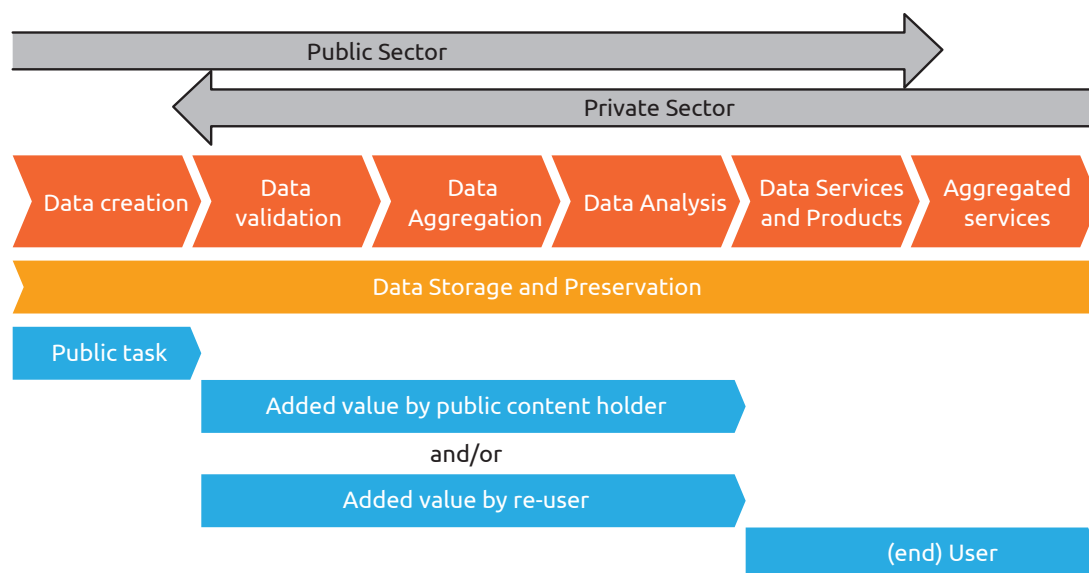 Public Sector
Private Sector
Data creation
Data
validation
Data
Aggregation
Data Analysis
Data Services
and Products
Aggregated
services
Data Storage and Preservation
Public task
Added value by public content holder
and/or
Added value by re-user
(end) User